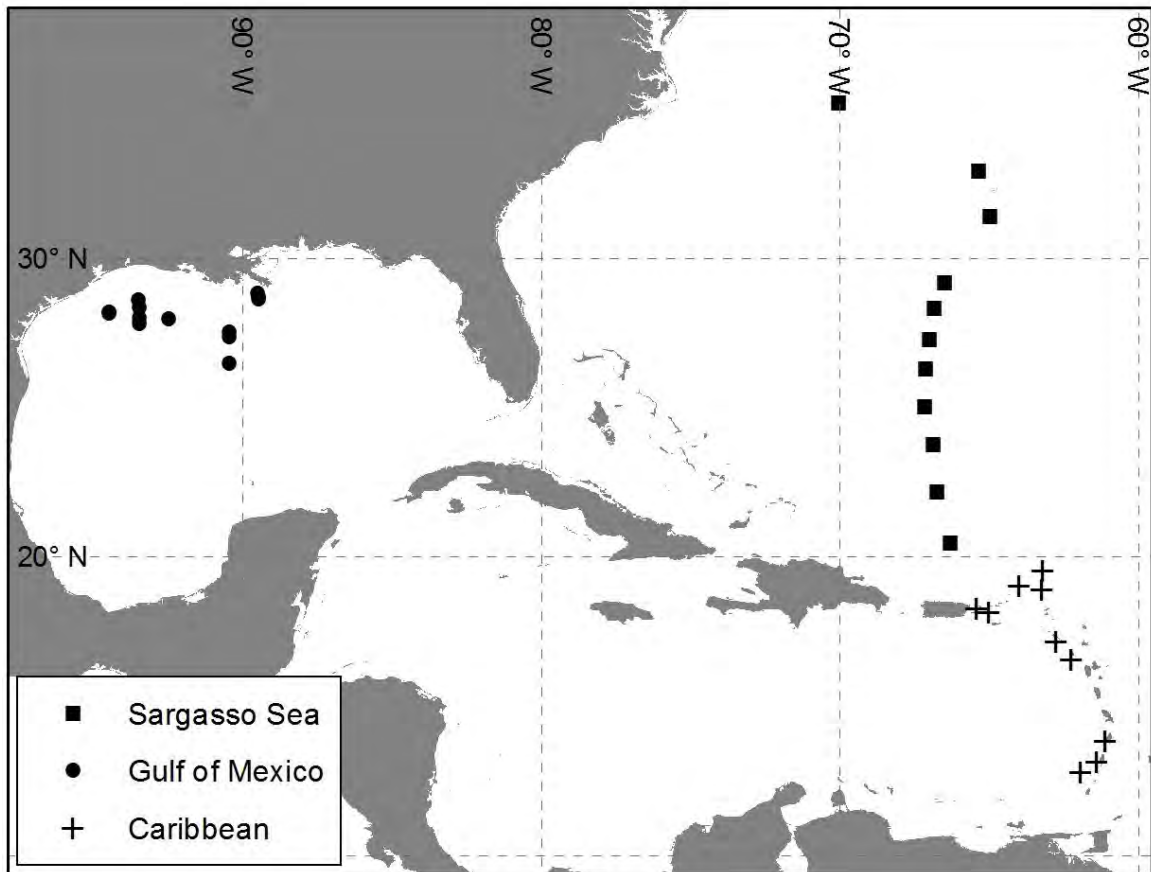 90° W
80° W
70° W
60° W
30° N
20° N
Sargasso Sea
Gulf of Mexico
Caribbean